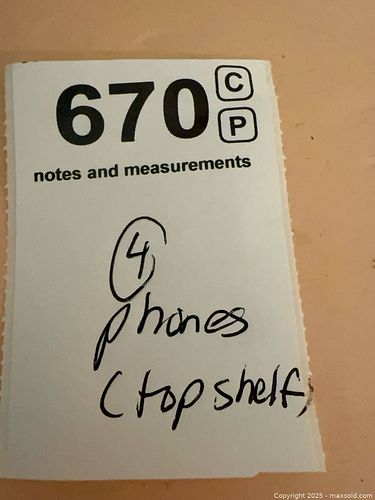 670 C
P
notes and measurements
4
phones
(top shelf)
Copyright 2025 - maxsold.com